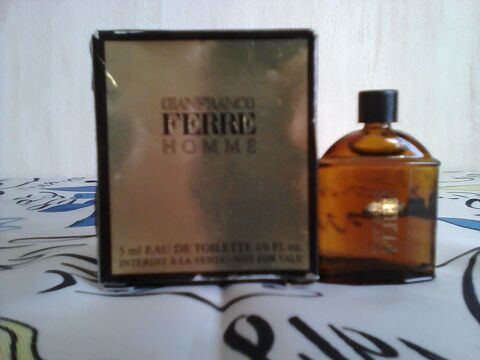 GIANFRANCO
FERRE
HOMME
5 ml EAU DE TOILETTE 1/6 Fl. oz.
INTERDIT À LA VENTE - NOT FOR SALE